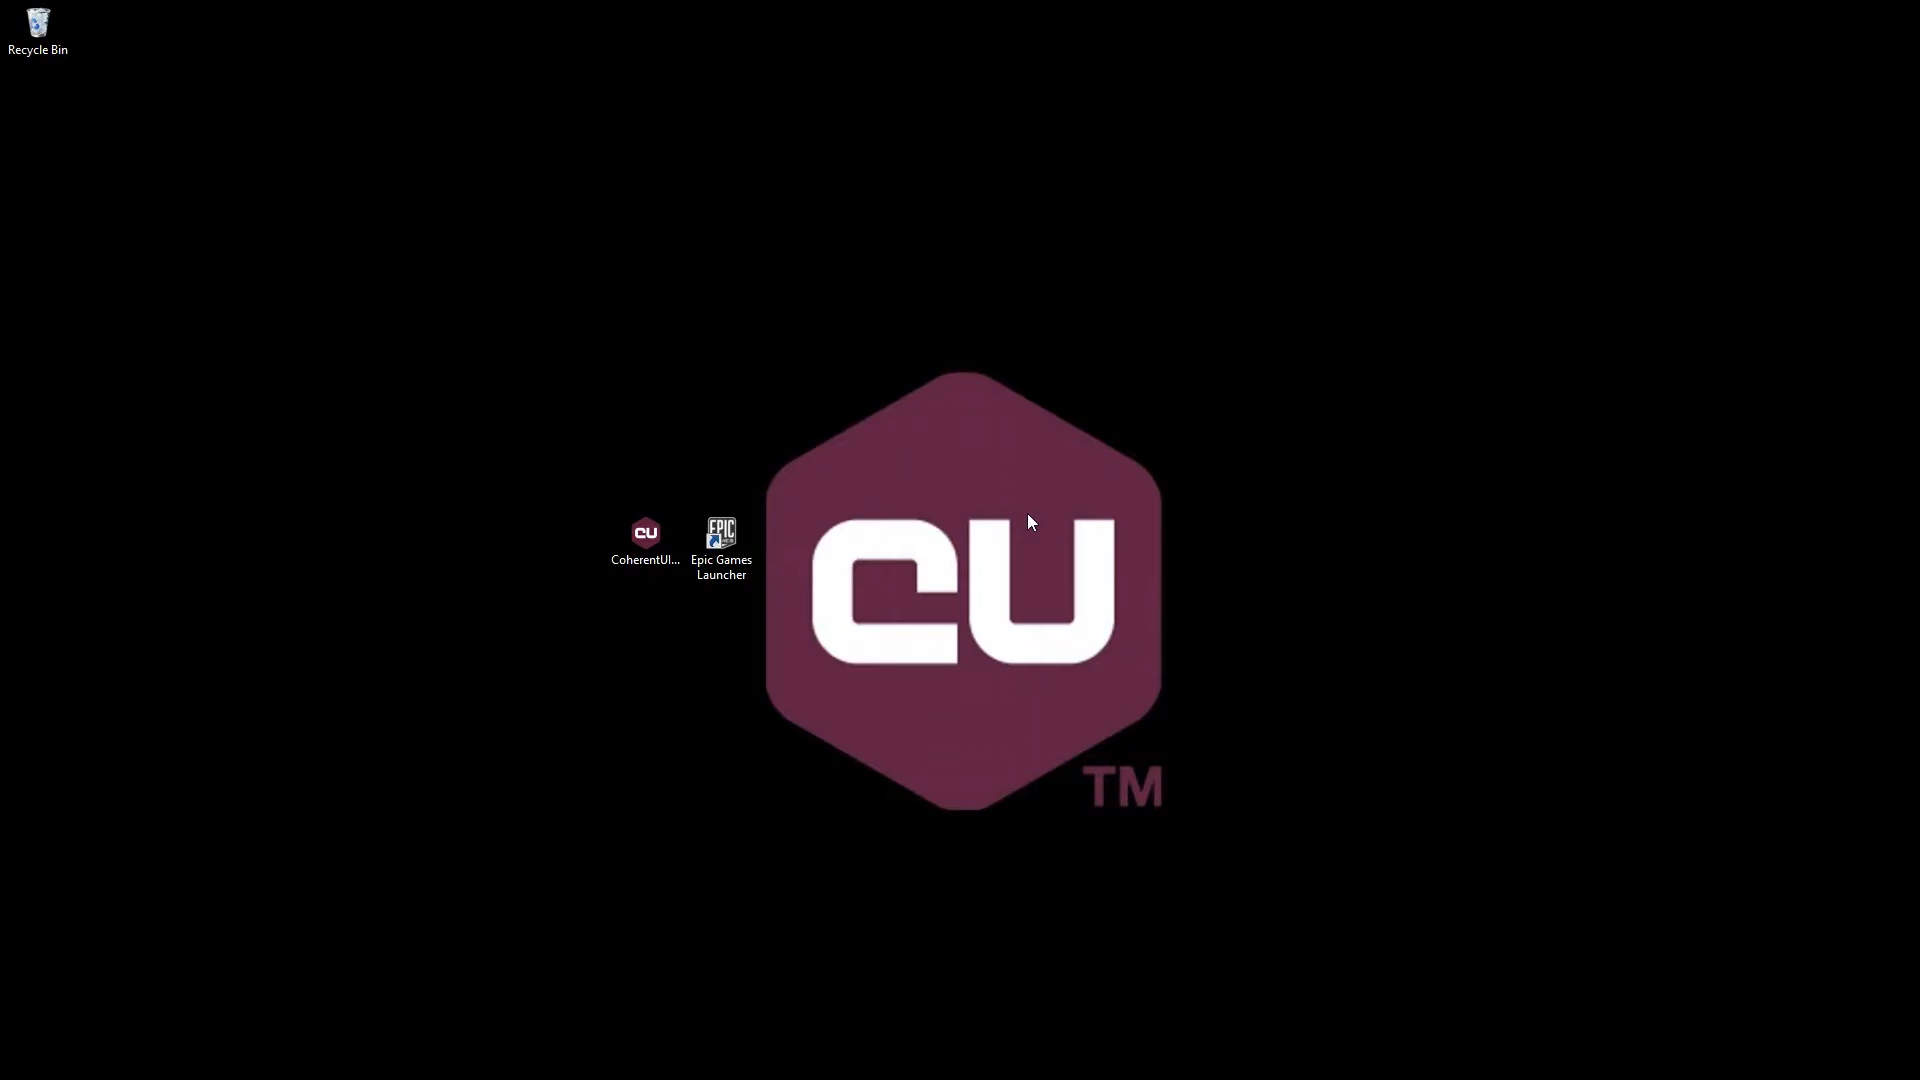 Recycle Bin
CU
CoherentUI...
EPIC
Epic Games
Launcher
CU
TM